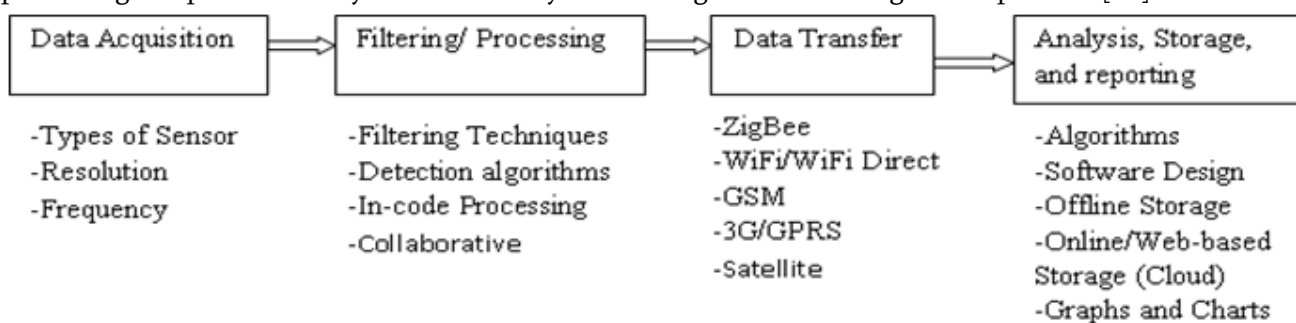 Data Acquisition
-Types of Sensor
-Resolution
-Frequency
Filtering/ Processing
-Filtering Techniques
-Detection algorithms
-In-code Processing
-Collaborative
Data Transfer
-ZigBee
-WiFi/WiFi Direct
-GSM
-3G/GPRS
-Satellite
Analysis, Storage,
and reporting
-Algorithms
-Software Design
-Offline Storage
-Online/Web-based
Storage (Cloud)
-Graphs and Charts